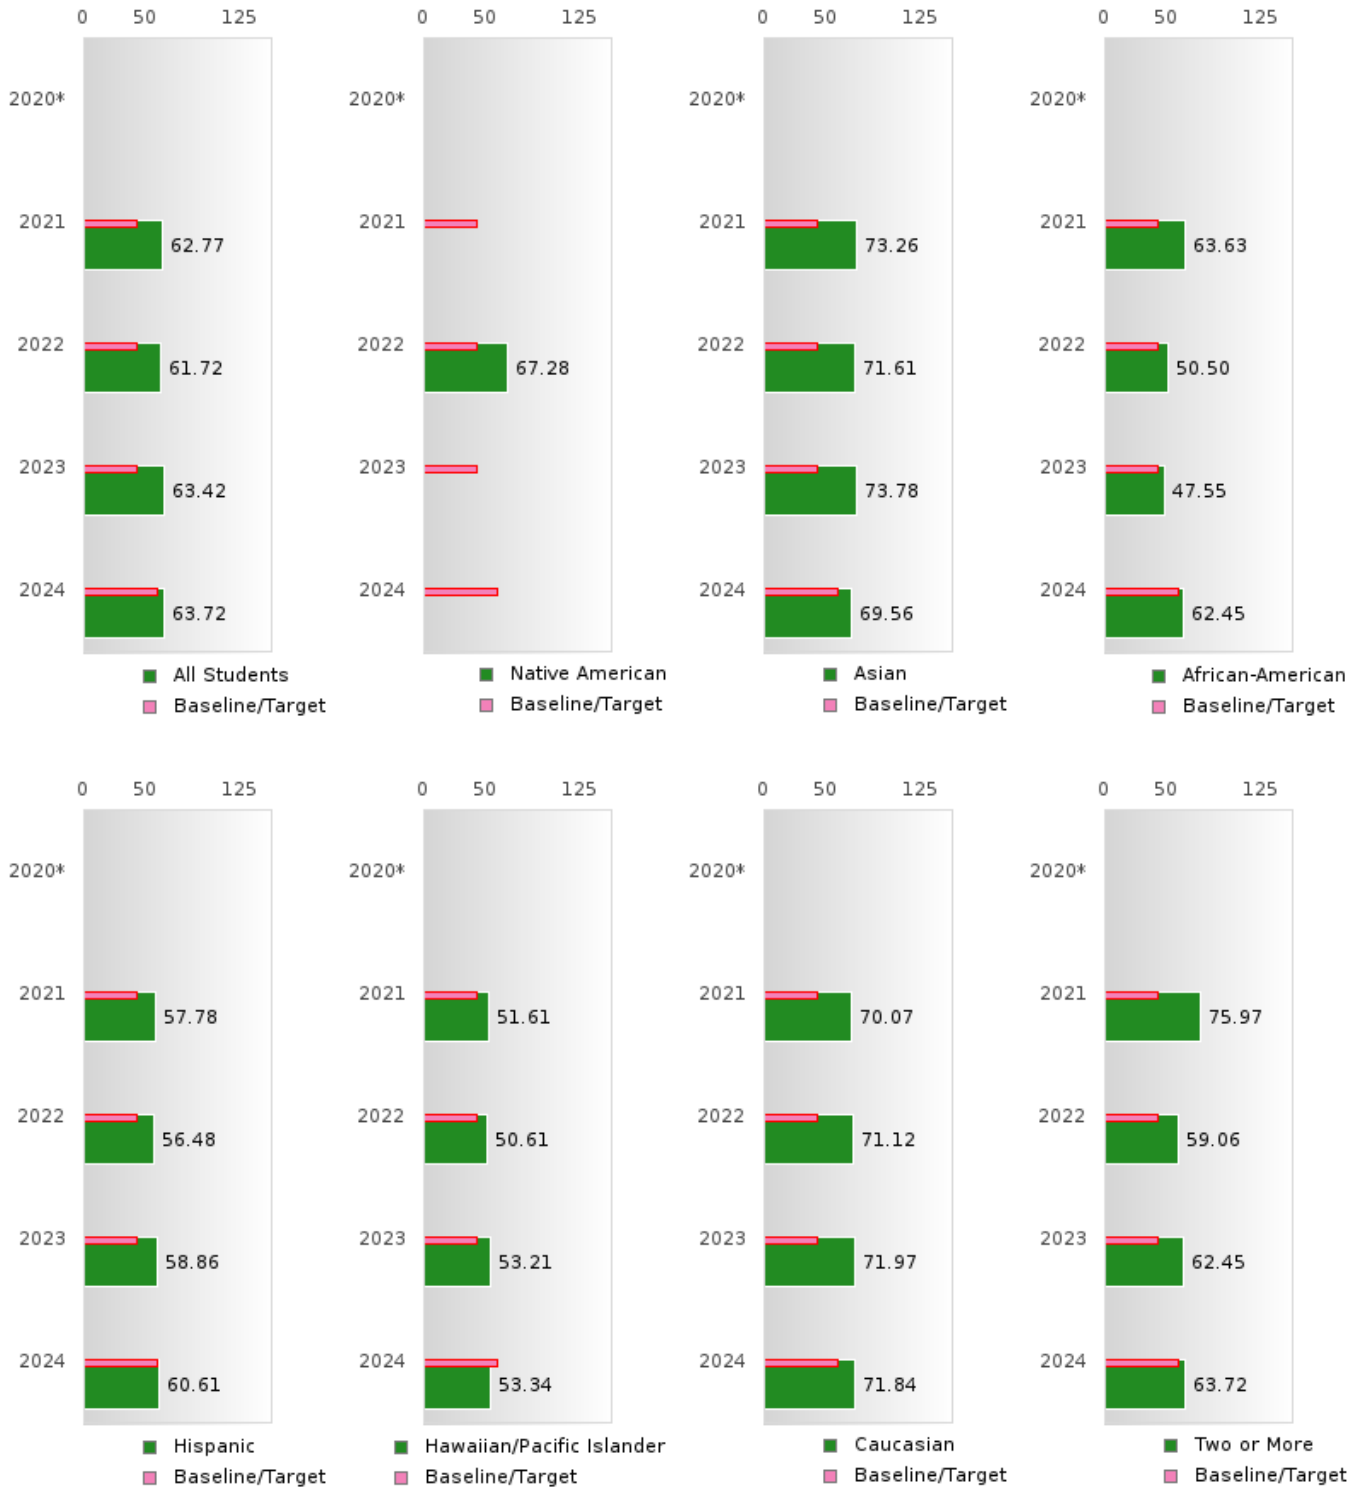 0 50 125 0 50 125 0 50 125 0 50 125
2020* 2020* 2020* 2020*
2021 2021 2021 2021
62.77 73.26 63.63
2022 2022 2022 2022
61.72 67.28 71.61 50.50
2023 2023 2023 2023
63.42 73.78 47.55
2024 2024 2024 2024
63.72 69.56 62.45
All Students Native American Asian African-American
Baseline/Target Baseline/Target Baseline/Target Baseline/Target
0 50 125 0 50 125 0 50 125 0 50 125
2020* 2020* 2020* 2020*
2021 2021 2021 2021
57.78 51.61 70.07 75.97
2022 2022 2022 2022
56.48 50.61 71.12 59.06
2023 2023 2023 2023
58.86 53.21 71.97 62.45
2024 2024 2024 2024
60.61 53.34 71.84 63.72
Hispanic Hawaiian/Pacific Islander Caucasian Two or More
Baseline/Target Baseline/Target Baseline/Target Baseline/Target